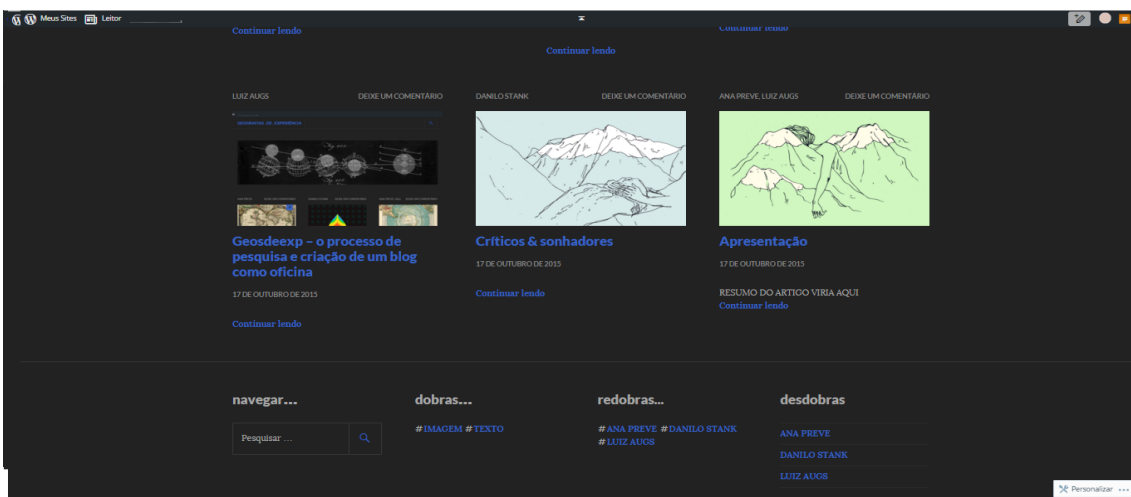 Meus Sites Leitor
Continuar lendo
Continuar lendo
Continuar lendo
LUIZ AUGS DEIXE UM COMENTÁRIO
DANILO STANK DEIXE UM COMENTÁRIO
ANA PREVE, LUIZ AUGS DEIXE UM COMENTÁRIO
GEOGRAFIAS DE EXPERIÊNCIA
Geosdeexp – o processo de
pesquisa e criação de um blog
como oficina
17 DE OUTUBRO DE 2015
Continuar lendo
Críticos & sonhadores
17 DE OUTUBRO DE 2015
Continuar lendo
Apresentação
17 DE OUTUBRO DE 2015
RESUMO DO ARTIGO VIRIA AQUI
Continuar lendo
navegar...
Pesquisar ...
dobras...
#IMAGEM #TEXTO
redobras...
#ANA PREVE #DANILO STANK
#LUIZ AUGS
desdobras
ANA PREVE
DANILO STANK
LUIZ AUGS
Personalizar ...